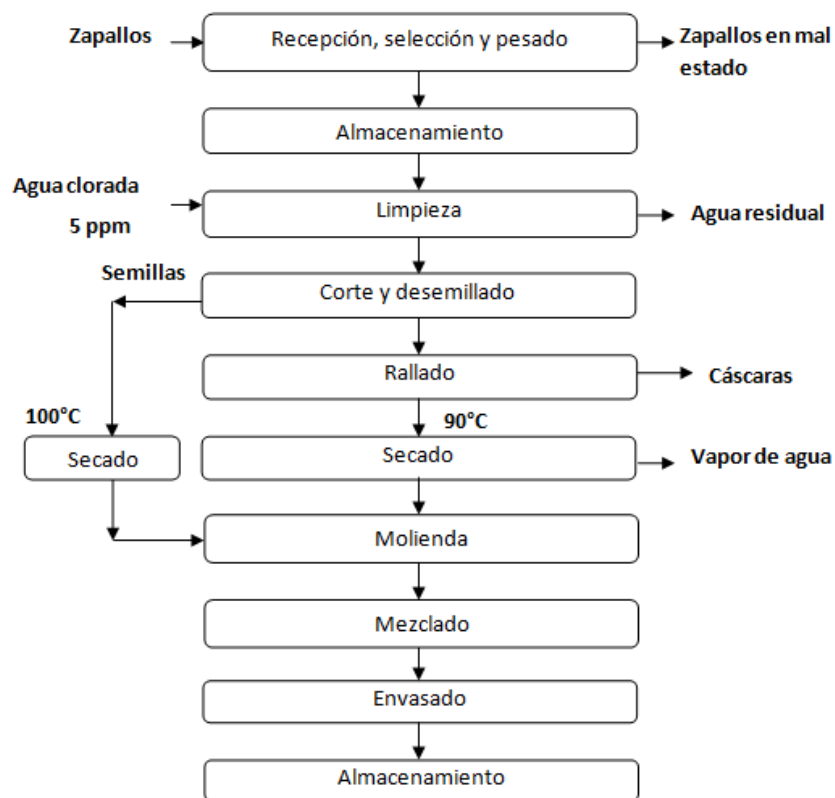 Zapallos
Recepción, selección y pesado
Zapallos en mal
estado
Almacenamiento
Agua clorada
5 ppm
Limpieza
Agua residual
Semillas
Corte y desemillado
Rallado
Cáscaras
100°C
90°C
Secado
Secado
Vapor de agua
Molienda
Mezclado
Envasado
Almacenamiento